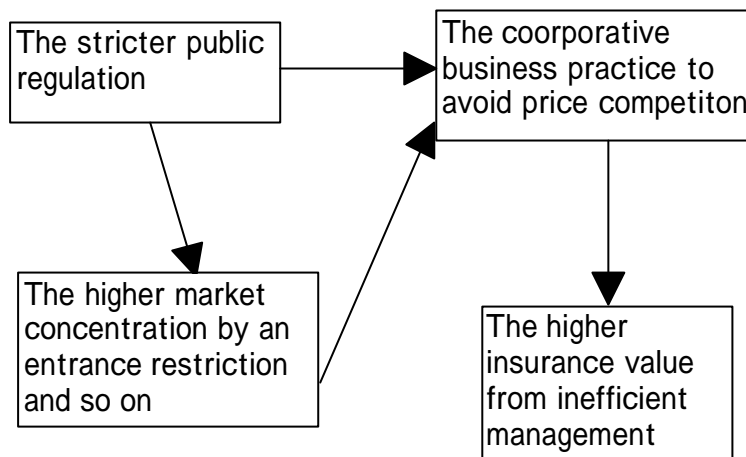 The stricter public
regulation
The coorporative
business practice to
avoid price competiton
The higher market
concentration by an
entrance restriction
and so on
The higher
insurance value
from inefficient
management